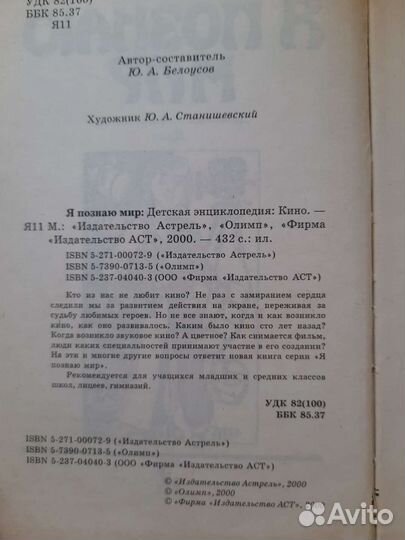 УДК 82(100)
ББК 85.37
Я11
Автор-составитель
Ю. А. Белоусов
Художник Ю. А. Станишевский
Я познаю мир: Детская энциклопедия: Кино. —
Я11 М.: «Издательство Астрель», «Олимп», «Фирма
«Издательство АСТ», 2000. — 432 с.: ил.
ISBN 5-271-00072-9 («Издательство Астрель»)
ISBN 5-7390-0713-5 («Олимп»)
ISBN 5-237-04040-3 (ООО «Фирма «Издательство АСТ»)
Кто из нас не любит кино? Не раз с замиранием сердца
следили мы за развитием действия на экране, переживая за
судьбу любимых героев. Но не все знают, когда и как возникло
кино, как оно развивалось. Каким было кино сто лет назад?
Когда возникло звуковое кино? А цветное? Как снимается фильм,
люди каких специальностей принимают участие в его создании?
На эти и многие другие вопросы ответит новая книга серии «Я
познаю мир».
Рекомендуется для учащихся младших и средних классов
школ, лицеев, гимназий.
УДК 82(100)
ББК 85.37
ISBN 5-271-00072-9 («Издательство Астрель»)
ISBN 5-7390-0713-5 («Олимп»)
ISBN 5-237-04040-3 (ООО «Фирма «Издательство АСТ»)
© «Издательство Астрель», 2000
© «Олимп», 2000
© «Фирма «Издательство АСТ»,
Avito